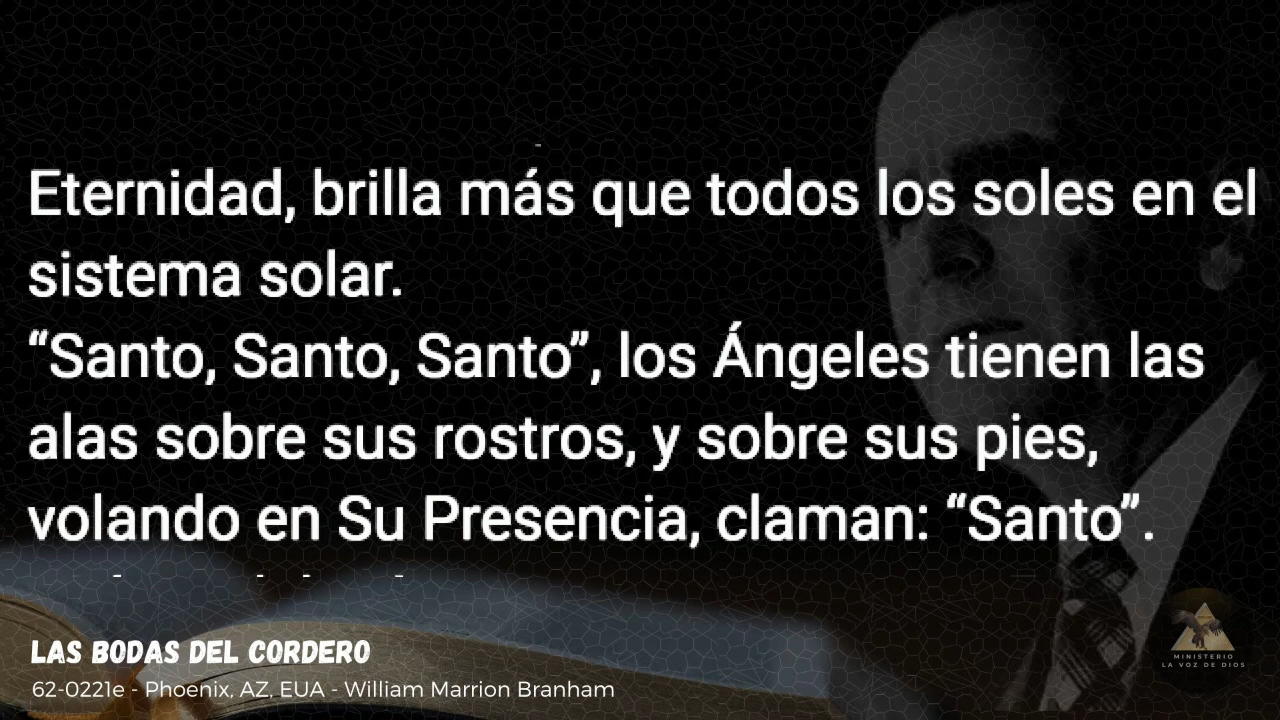 Eternidad, brilla más que todos los soles en el
sistema solar.
“Santo, Santo, Santo”, los Ángeles tienen las
alas sobre sus rostros, y sobre sus pies,
volando en Su Presencia, claman: “Santo”.
LAS BODAS DEL CORDERO
62-0221e - Phoenix, AZ, EUA - William Marrion Branham
MINISTERIO
LA VOZ DE DIOS